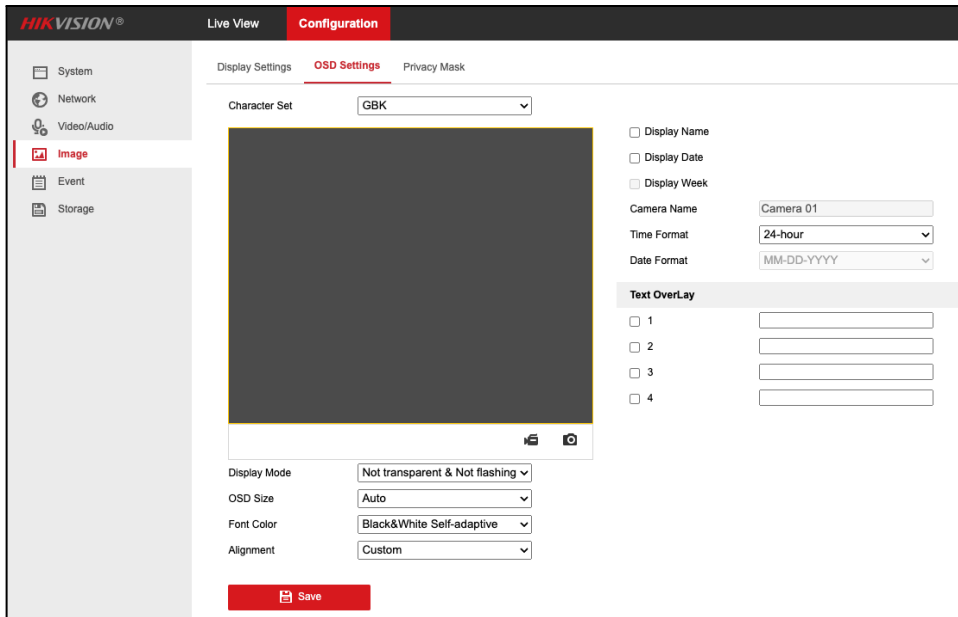 HIKVISION® Live View Configuration
System
Network
Video/Audio
Image
Event
Storage
Display Settings OSD Settings Privacy Mask
Character Set GBK
Display Name
Display Date
Display Week
Camera Name Camera 01
Time Format 24-hour
Date Format MM-DD-YYYY
Text OverLay
1
2
3
4
Display Mode Not transparent & Not flashing
OSD Size Auto
Font Color Black&White Self-adaptive
Alignment Custom
Save